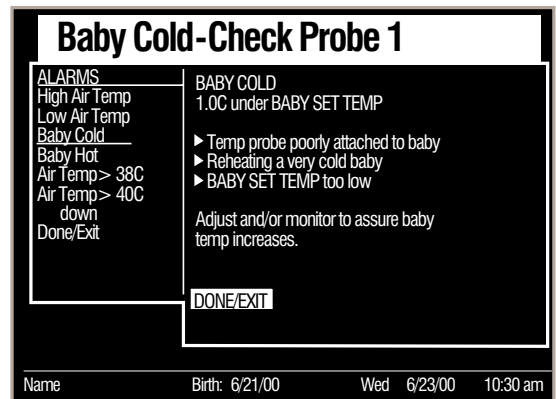 Baby Cold-Check Probe 1
ALARMS
High Air Temp
Low Air Temp
Baby Cold
Baby Hot
Air Temp> 38C
Air Temp> 40C
down
Done/Exit
BABY COLD
1.0C under BABY SET TEMP
▶ Temp probe poorly attached to baby
▶ Reheating a very cold baby
▶ BABY SET TEMP too low
Adjust and/or monitor to assure baby
temp increases.
DONE/EXIT
Name Birth: 6/21/00 Wed 6/23/00 10:30 am